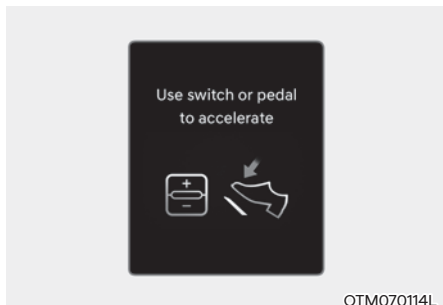 Use switch or pedal
to accelerate
+
−
OTM070114L